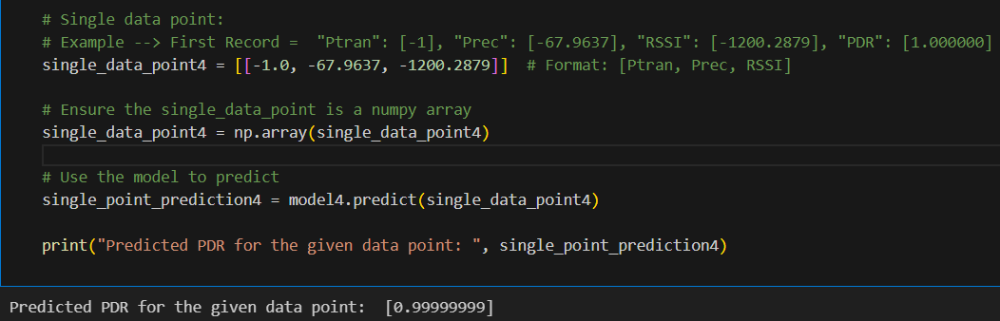 # Single data point:
# Example --> First Record =  "Ptran": [-1], "Prec": [-67.9637], "RSSI": [-1200.2879], "PDR": [1.000000]
single_data_point4 = [[-1.0, -67.9637, -1200.2879]]  # Format: [Ptran, Prec, RSSI]
# Ensure the single_data_point is a numpy array
single_data_point4 = np.array(single_data_point4)
# Use the model to predict
single_point_prediction4 = model4.predict(single_data_point4)
print("Predicted PDR for the given data point: ", single_point_prediction4)
Predicted PDR for the given data point:  [0.99999999]